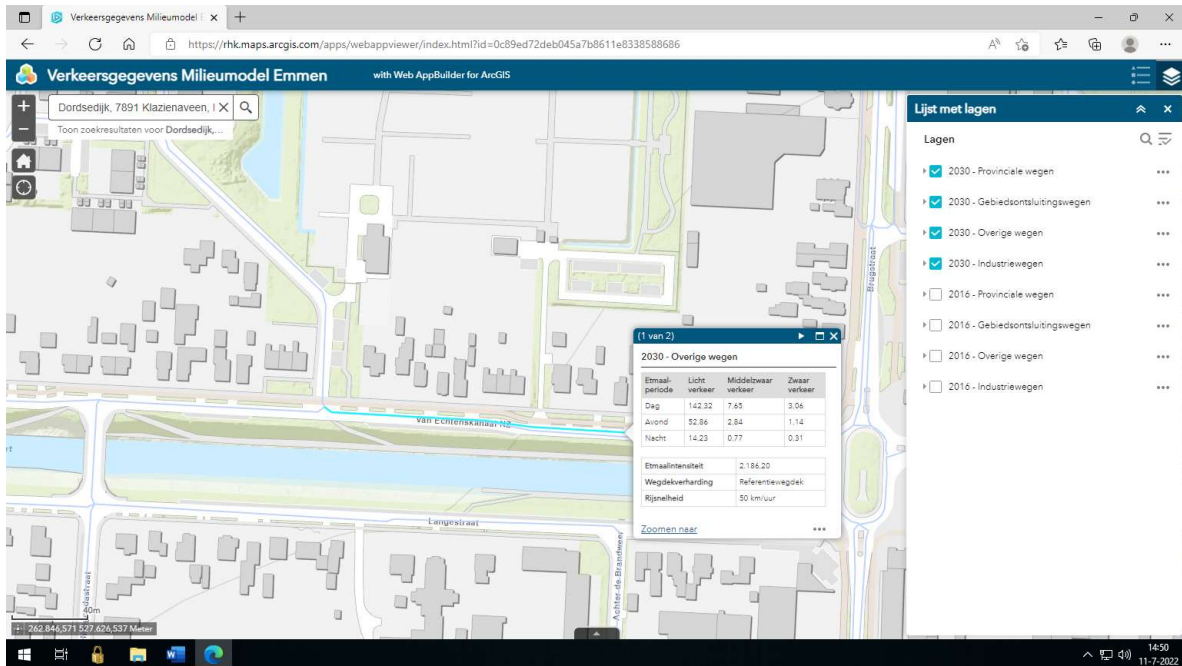 Verkeersgegevens Milieumodel E
https://rhk.maps.arcgis.com/apps/webappviewer/index.html?id=0c89ed72deb045a7b8611e8338588686
Verkeersgegevens Milieumodel Emmen with Web AppBuilder for ArcGIS
Dordsedijk, 7891 Klazienaveen, I
Toon zoekresultaten voor Dordsedijk,...
Lijst met lagen
Lagen
2030 - Provinciale wegen
2030 - Gebiedsontsluitingswegen
2030 - Overige wegen
2030 - Industriewegen
2016 - Provinciale wegen
2016 - Gebiedsontsluitingswegen
2016 - Overige wegen
2016 - Industriewegen
Brugstraat
Van Echtenskanaal NZ
Langestraat
Achter de Brandweer
(1 van 2)
2030 - Overige wegen
Etmaal-periode Licht verkeer Middelzwaar verkeer Zwaar verkeer
Dag 142,32 7,65 3,06
Avond 52,86 2,84 1,14
Nacht 14,23 0,77 0,31
Etmaalintensiteit 2.186,20
Wegdekverharding Referentiewegdek
Rijsnelheid 50 km/uur
Zoomen naar
40m
262.846,571 527.626,537 Meter
14:50
11-7-2022